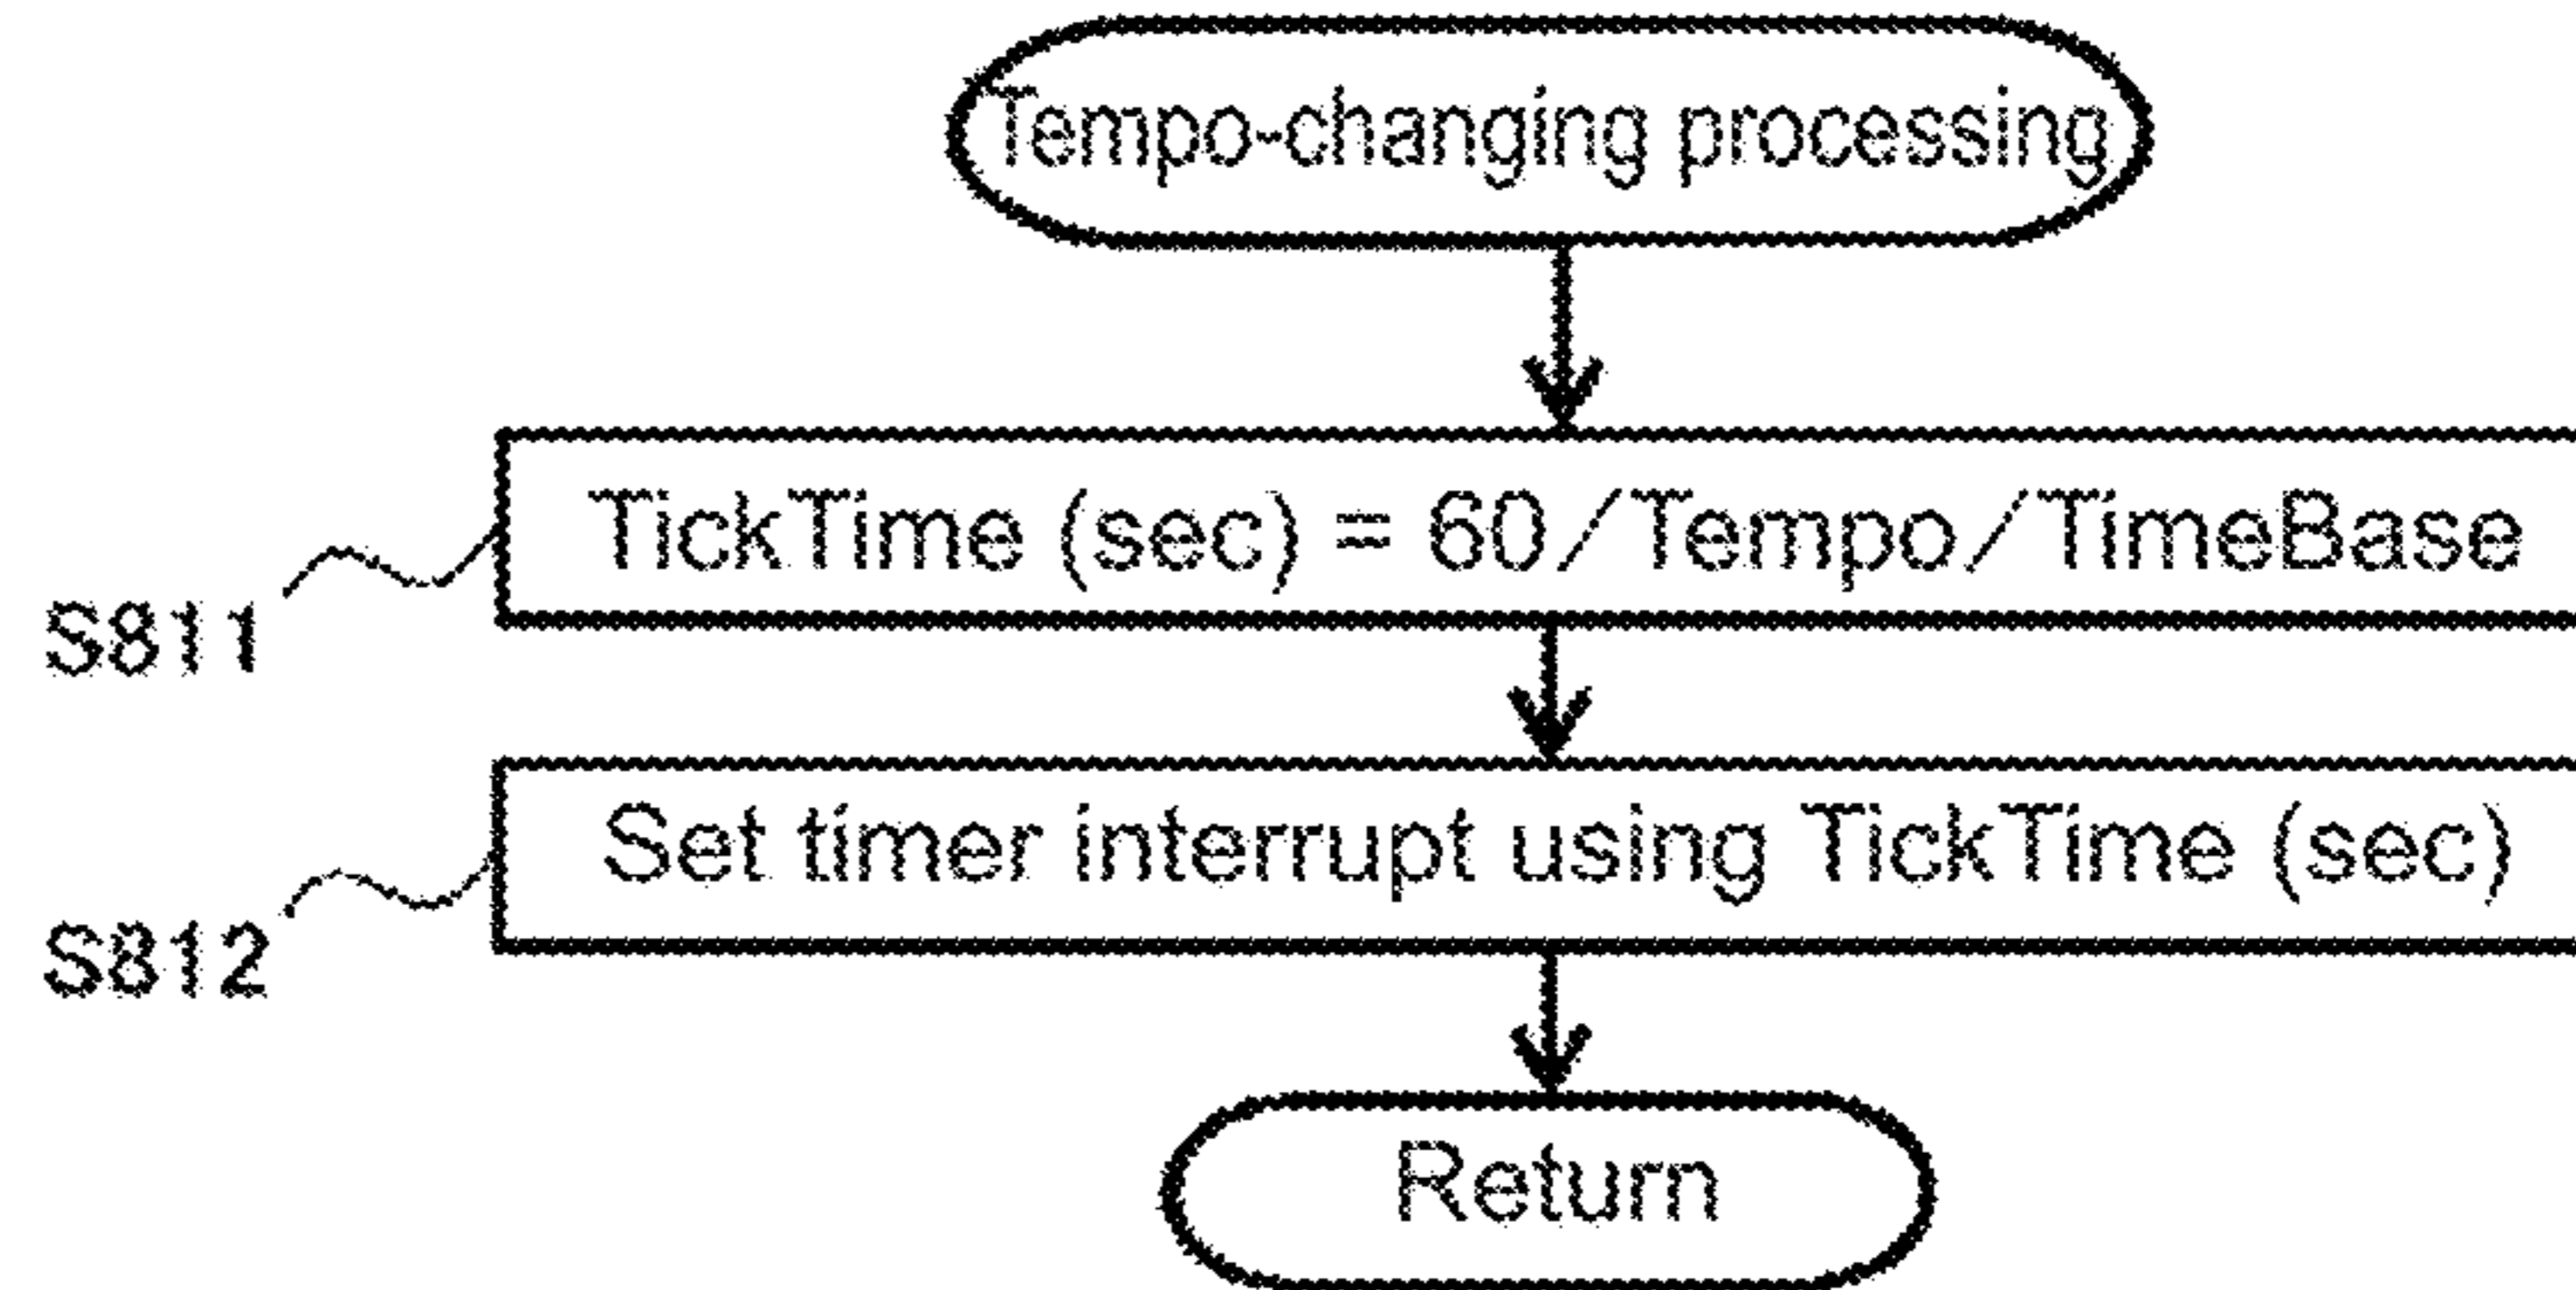 Tempo-changing processing
TickTime (sec) = 60/Tempo/TimeBase
S811
Set timer interrupt using TickTime (sec)
S812
Return